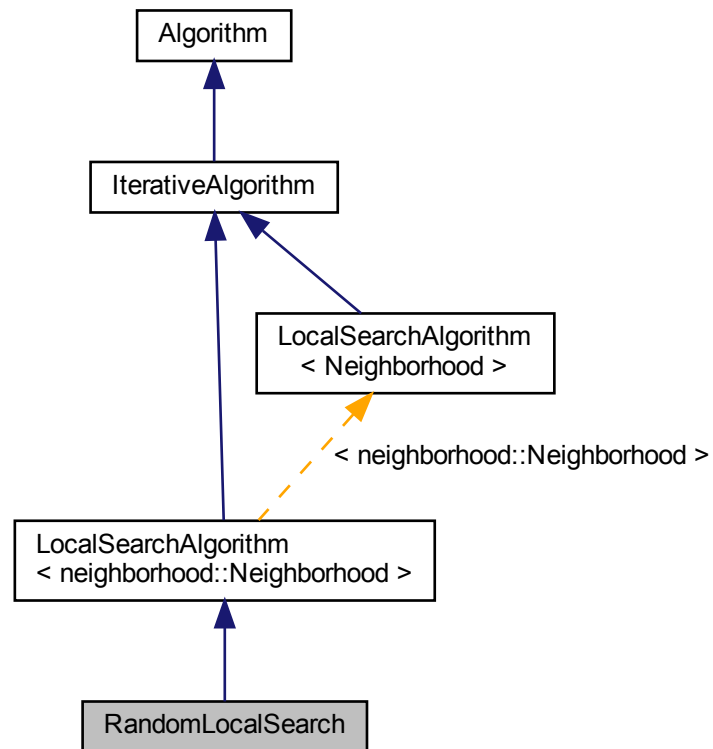 Algorithm
IterativeAlgorithm
LocalSearchAlgorithm
< Neighborhood >
< neighborhood::Neighborhood >
LocalSearchAlgorithm
< neighborhood::Neighborhood >
RandomLocalSearch